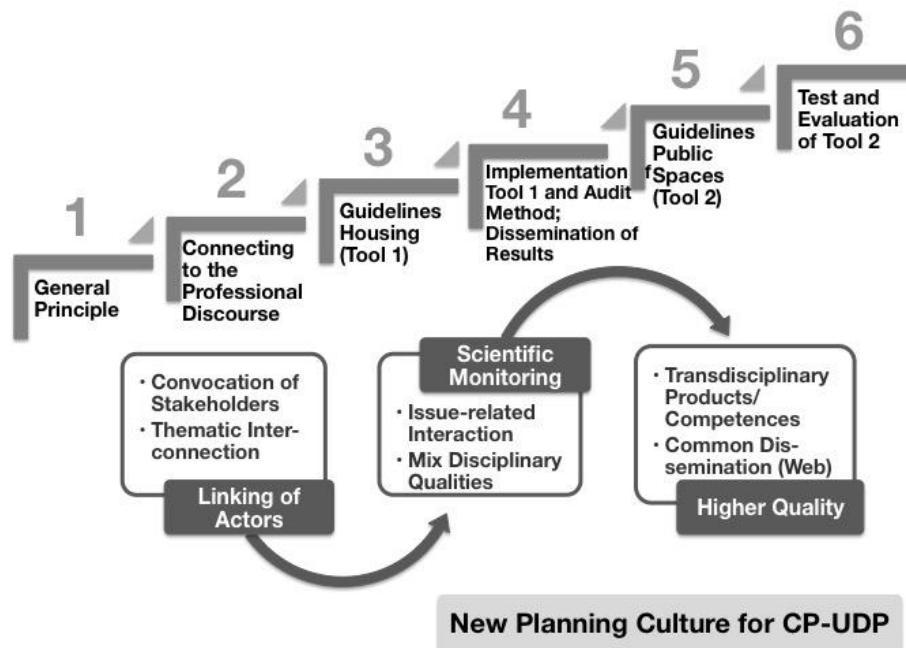 1
General
Principle
2
Connecting
to the
Professional
Discourse
3
Guidelines
Housing
(Tool 1)
4
Implementation of
Tool 1 and Audit
Method;
Dissemination of
Results
5
Guidelines
Public
Spaces
(Tool 2)
6
Test and
Evaluation
of Tool 2
· Convocation of
Stakeholders
· Thematic Inter-
connection
Linking of
Actors
Scientific
Monitoring
· Issue-related
Interaction
· Mix Disciplinary
Qualities
· Transdisciplinary
Products/
Competences
· Common Dis-
semination (Web)
Higher Quality
New Planning Culture for CP-UDP